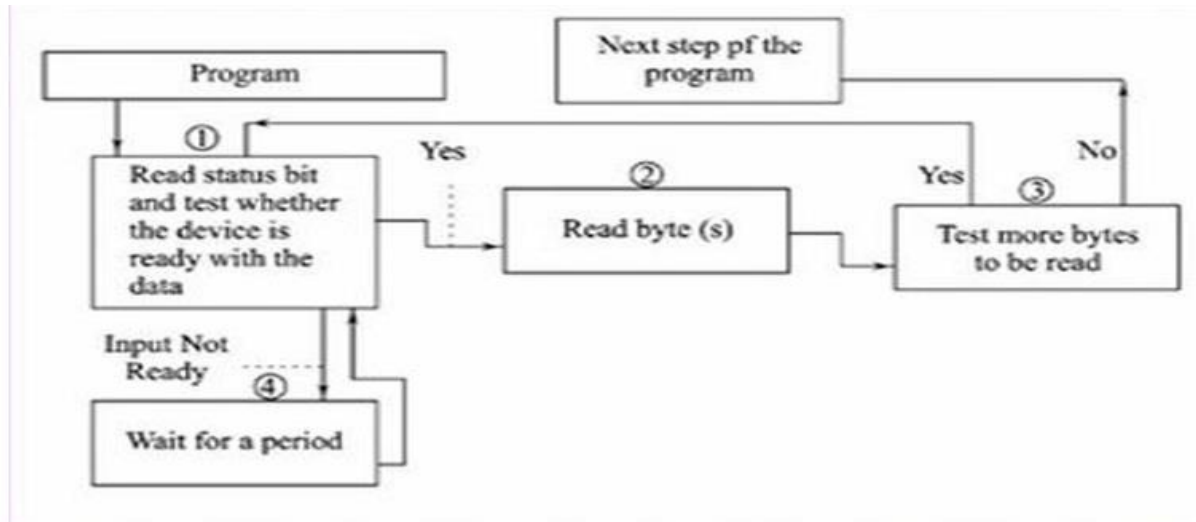 Program
Next step pf the
program
①
Read status bit
and test whether
the device is
ready with the
data
Yes
②
Read byte (s)
Yes
No
③
Test more bytes
to be read
Input Not
Ready
④
Wait for a period